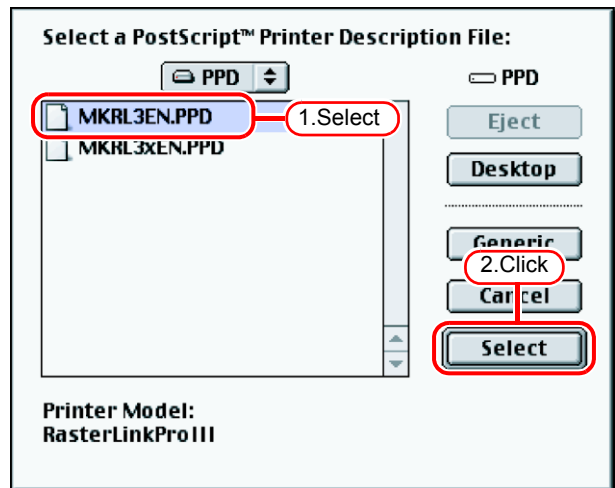 Select a PostScript™ Printer Description File:
PPD
PPD
MKRL3EN.PPD
1.Select
MKRL3xEN.PPD
Eject
Desktop
Generic
2.Click
Cancel
Select
Printer Model:
RasterLinkProIII